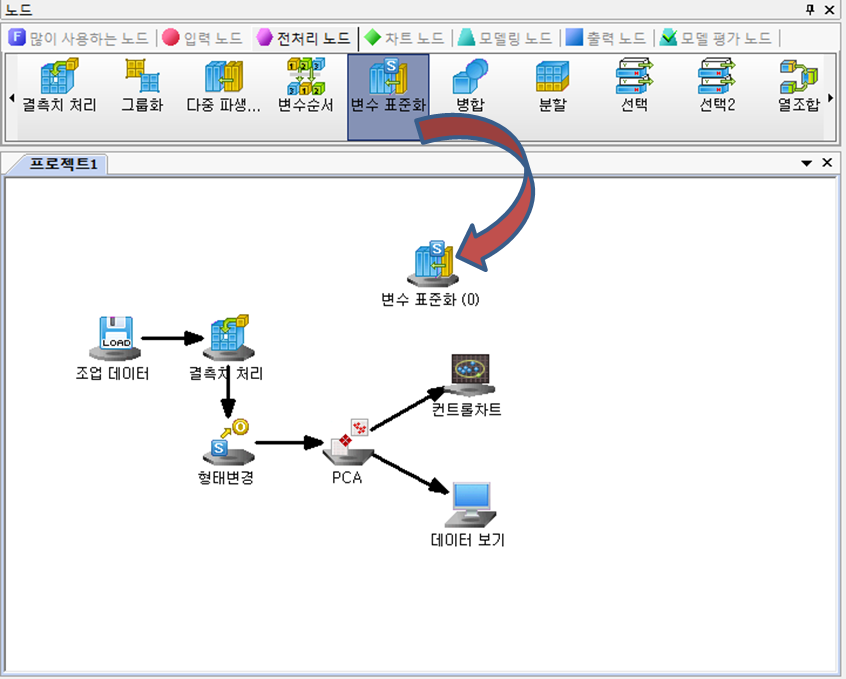 노드
F 많이 사용하는 노드 입력 노드 전처리 노드 차트 노드 모델링 노드 출력 노드 모델 평가 노드
결측치 처리 그룹화 다중 파생... 변수순서 변수 표준화 병합 분할 선택 선택2 열조합
프로젝트1
변수 표준화 (0)
LOAD
조업 데이터 결측치 처리
컨트롤차트
형태변경 PCA
데이터 보기